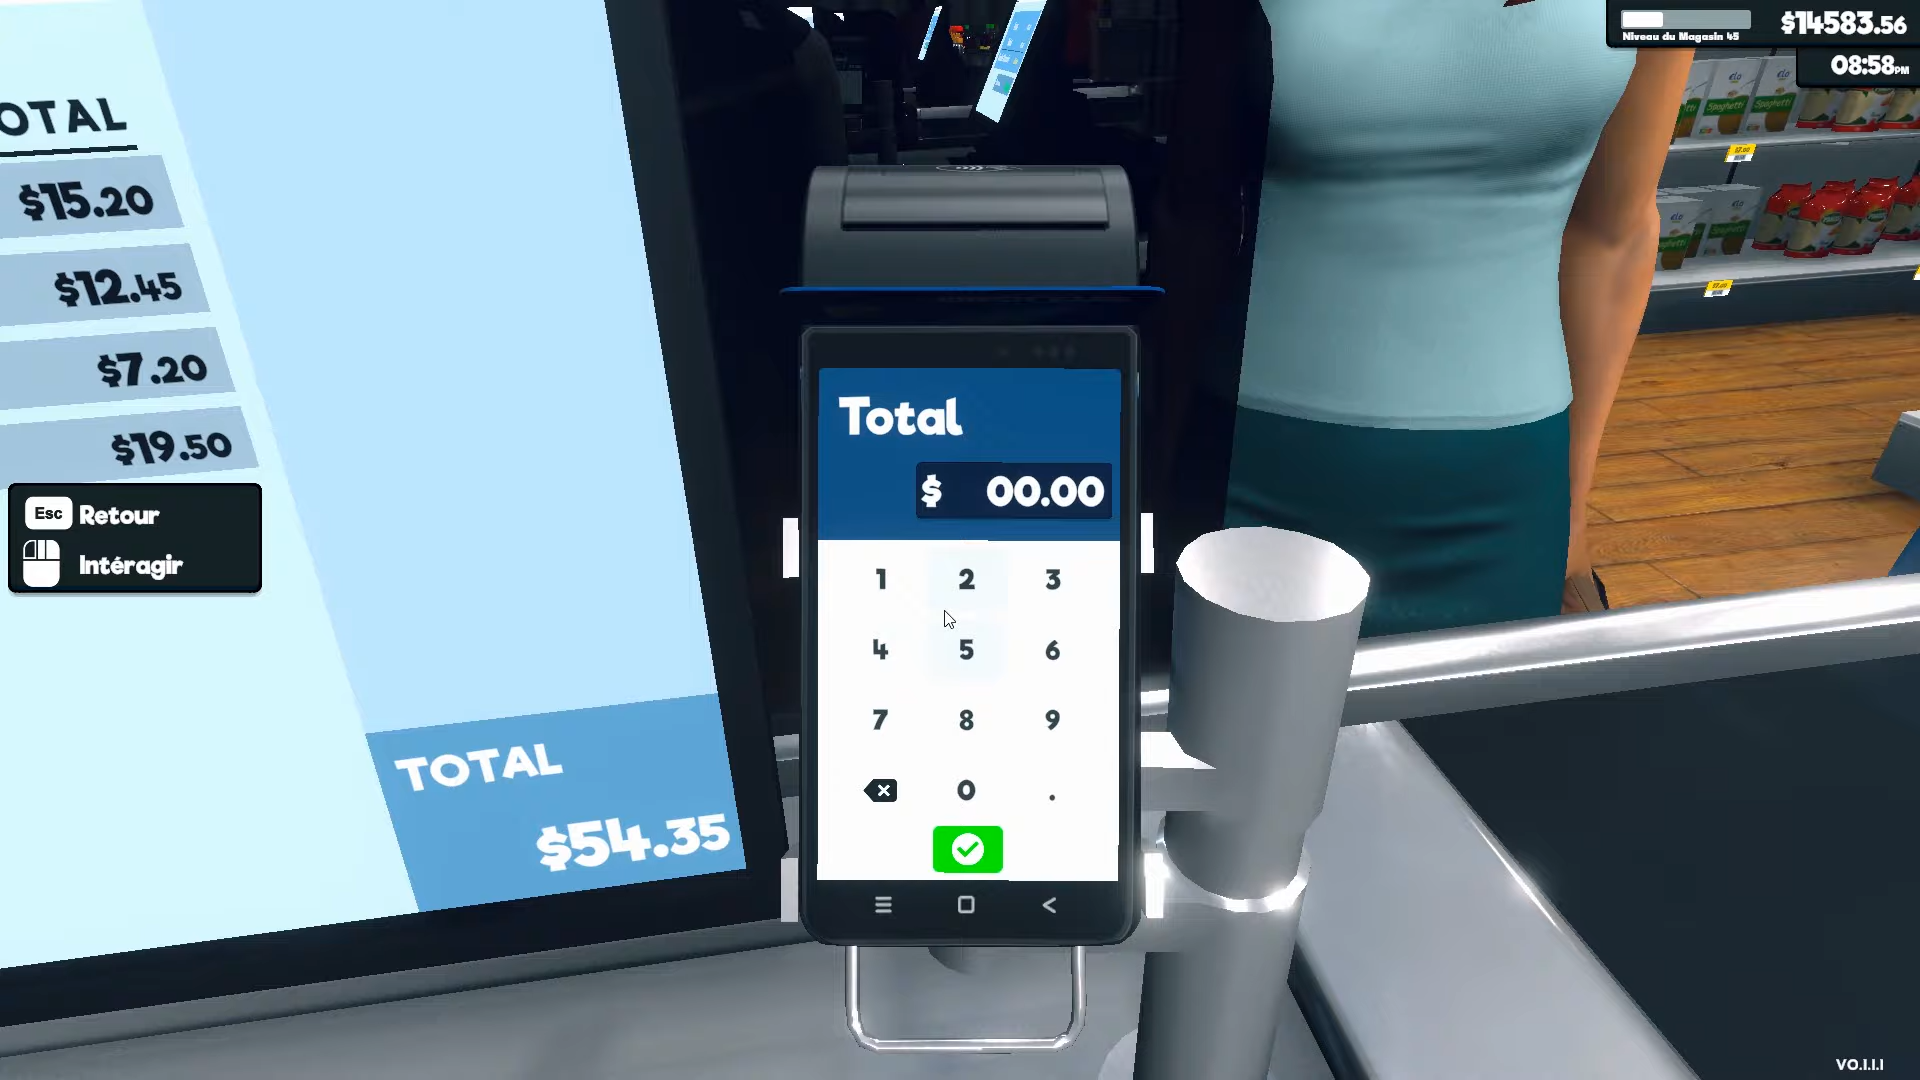 $14583.56
Niveau du Magasin 45
08:58PM
OTAL
$15.20
$12.45
$7.20
$19.50
Esc Retour
Intéragir
TOTAL
$54.35
Total
$ 00.00
1 2 3
4 5 6
7 8 9
0 .
Spaghetti
V0.1.1.1